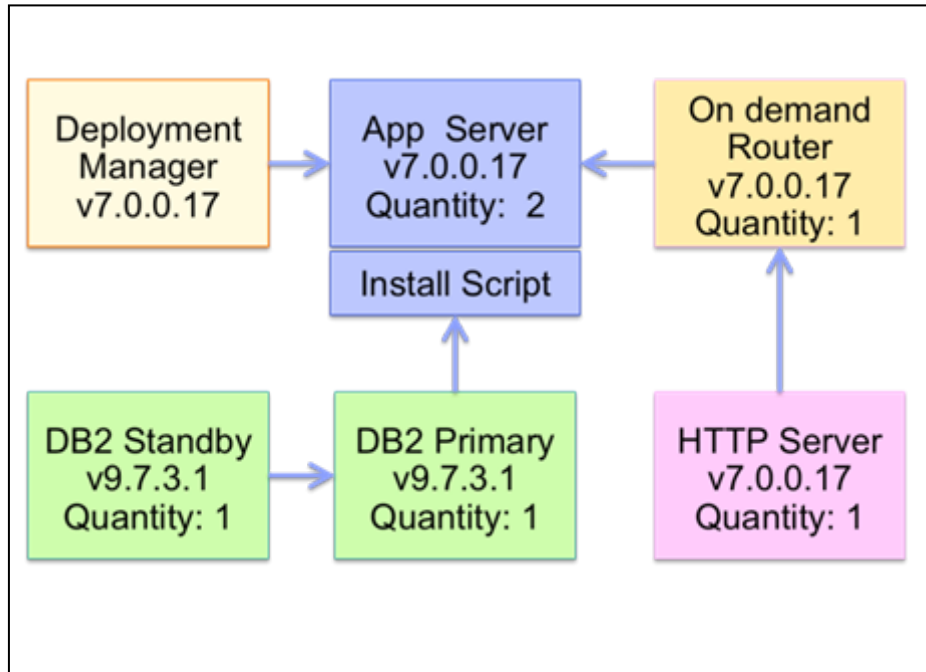 Deployment
Manager
v7.0.0.17
App Server
v7.0.0.17
Quantity: 2
On demand
Router
v7.0.0.17
Quantity: 1
Install Script
DB2 Standby
v9.7.3.1
Quantity: 1
DB2 Primary
v9.7.3.1
Quantity: 1
HTTP Server
v7.0.0.17
Quantity: 1